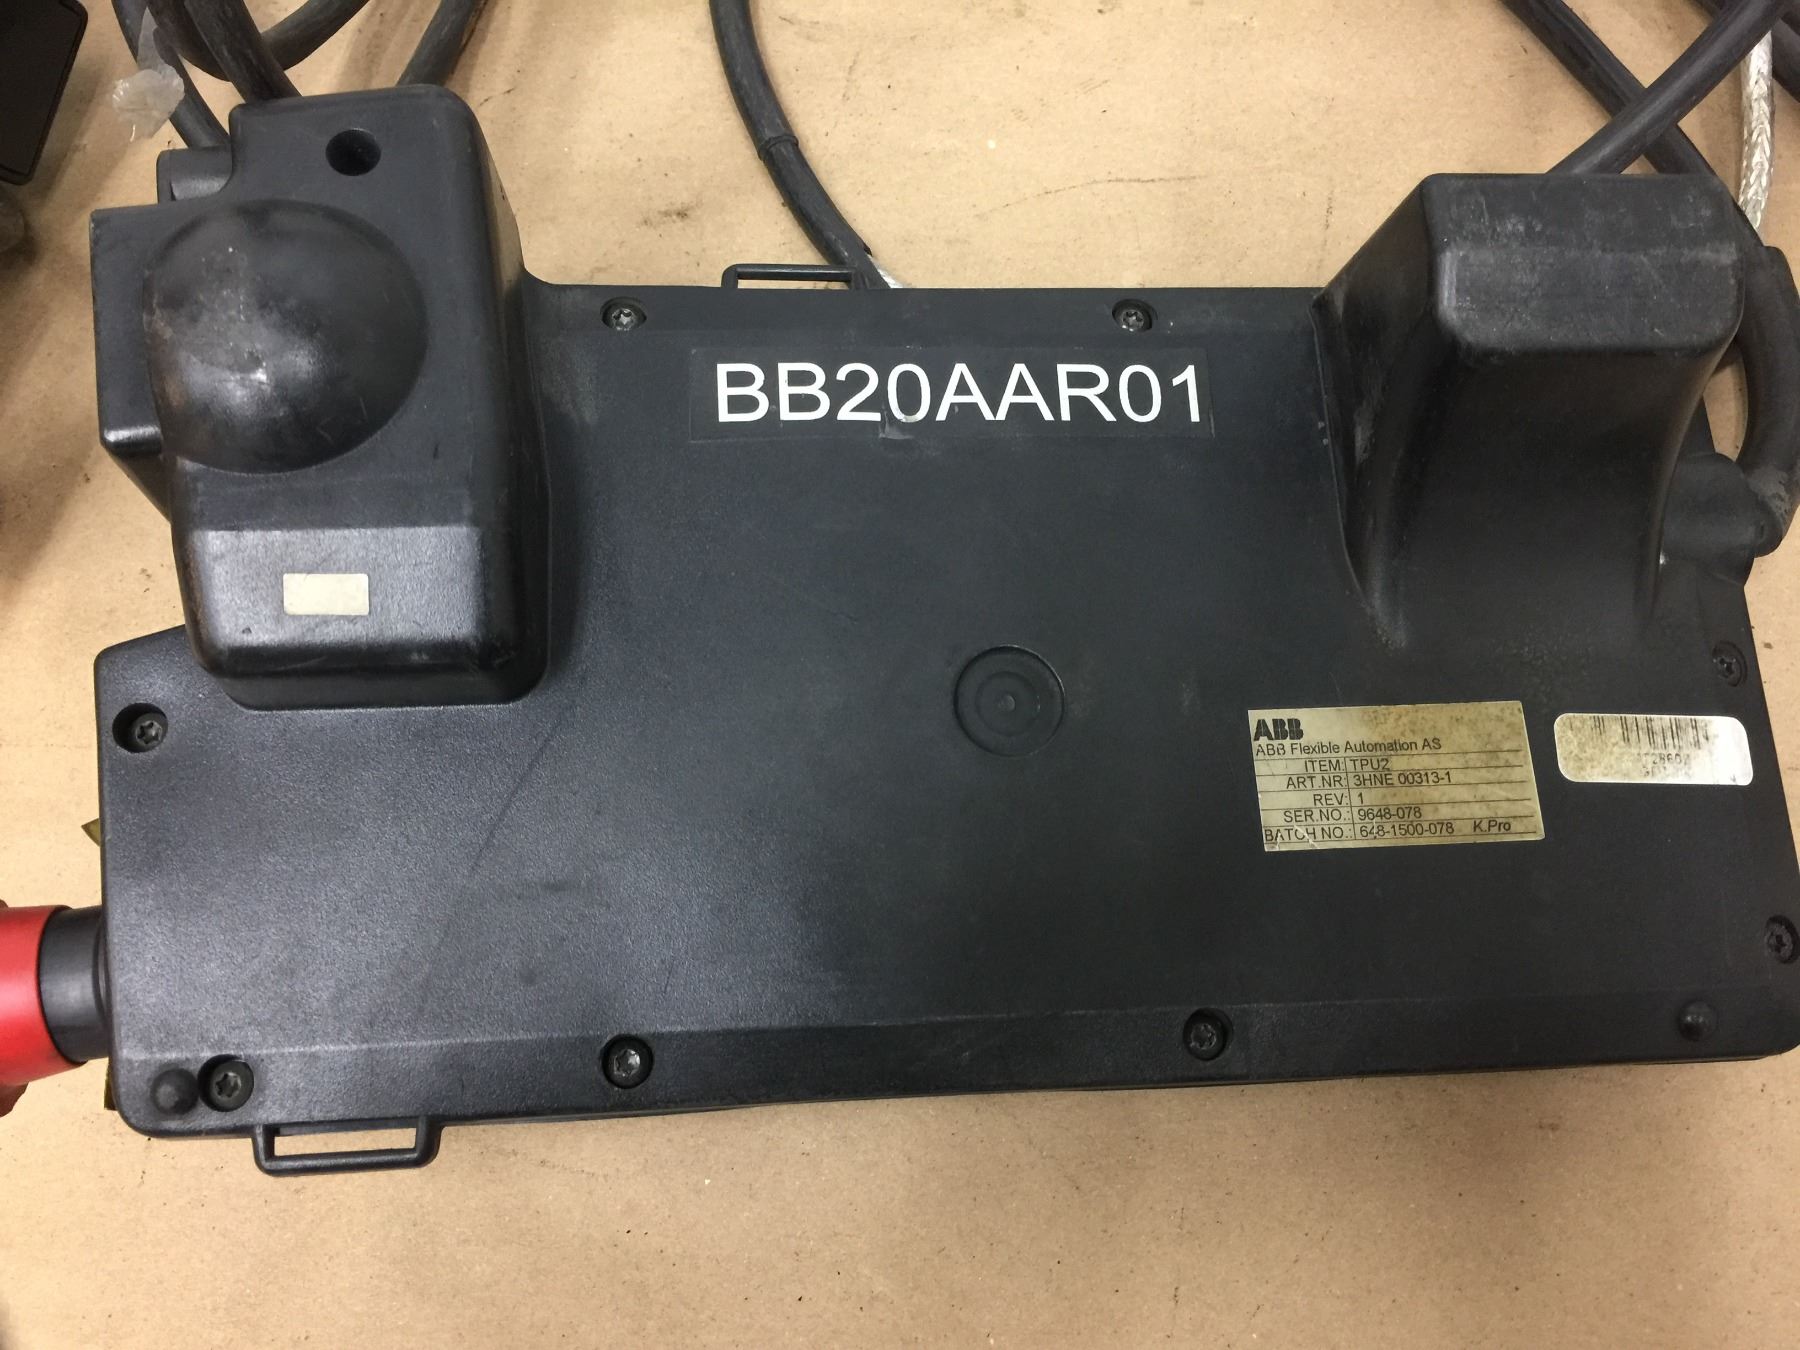 BB20AAR01
ABB
ABB Flexible Automation AS
ITEM: TPU2
ART.NR: 3HNE 00313-1
REV: 1
SER.NO.: 9648-078
BATCH NO.: 648-1500-078 K.Pro